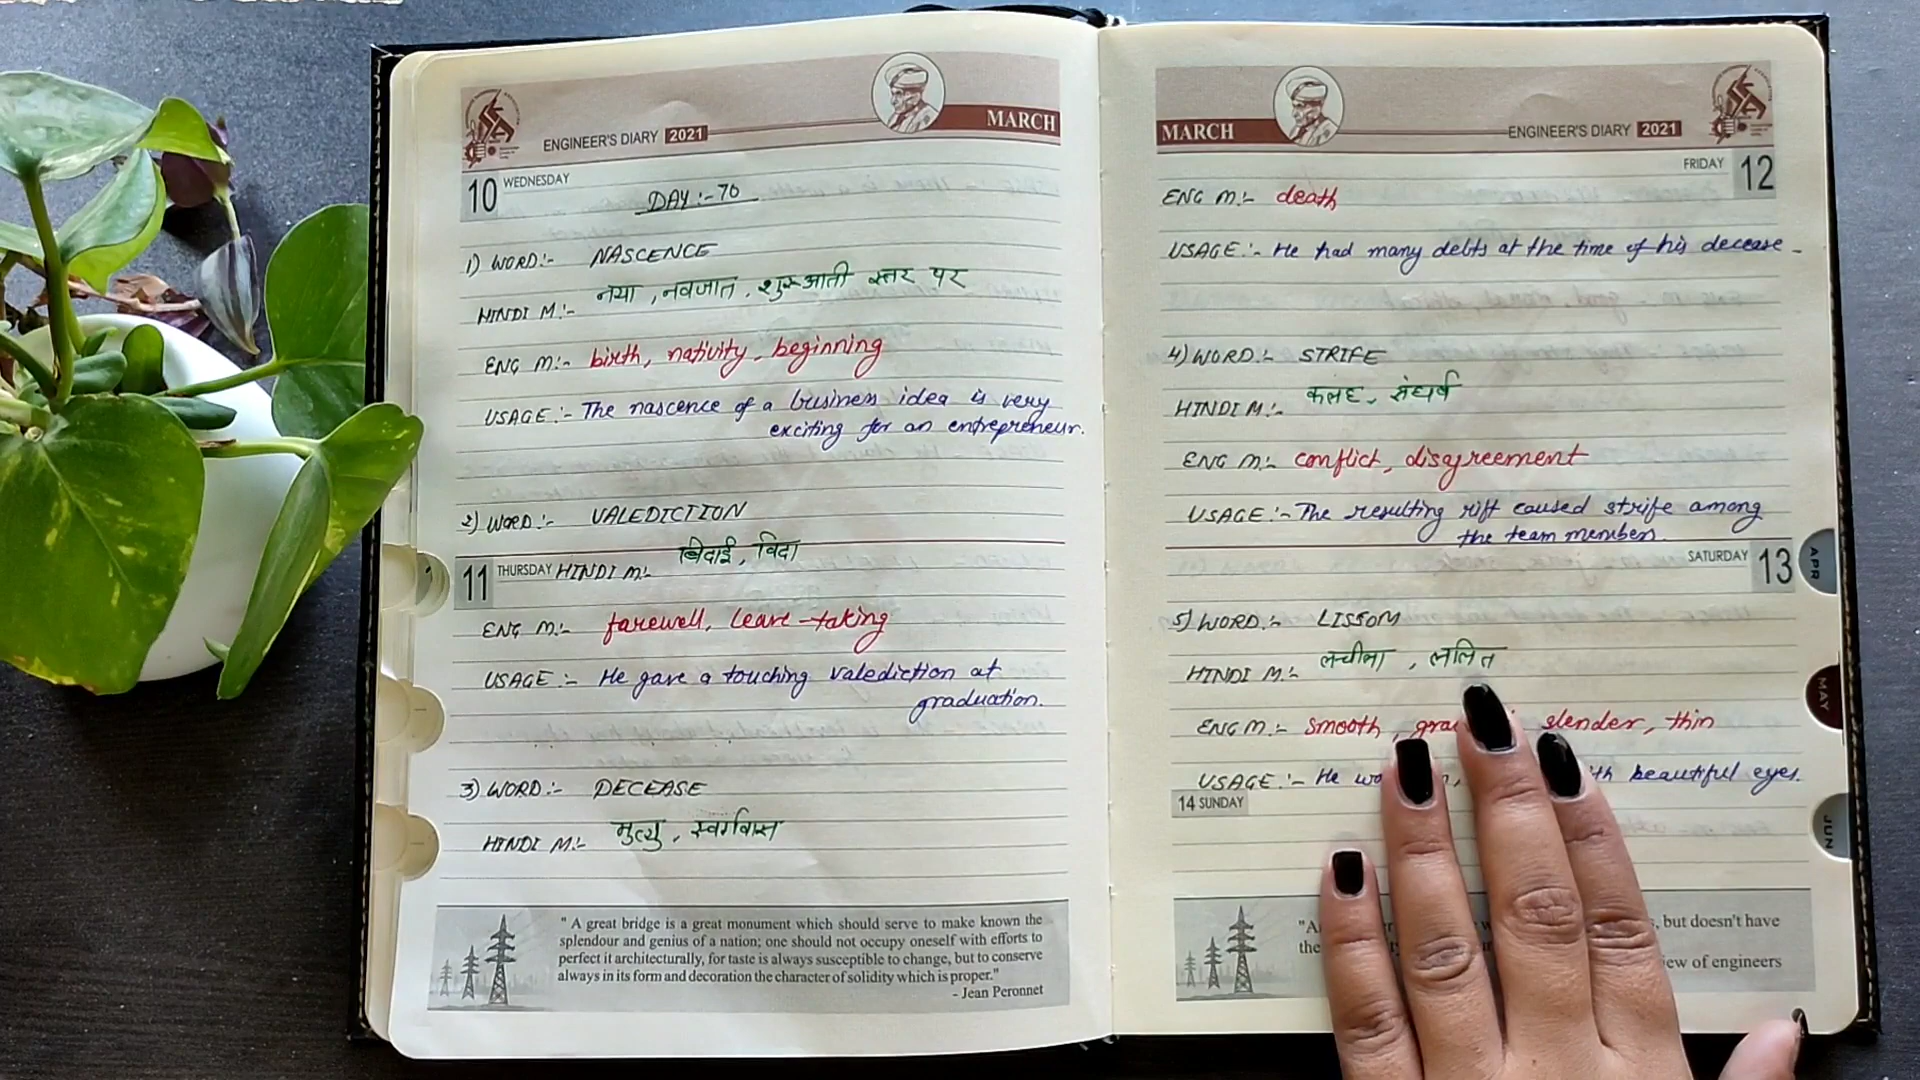 ENGINEER'S DIARY 2021
MARCH
10 WEDNESDAY
DAY :- 70
1) WORD:- NASCENCE
HINDI M:- नया, नवजात, शुरुआती स्तर पर
ENG M:- birth, nativity, beginning
USAGE:- The nascence of a business idea is very
exciting for an entrepreneur.
2) WORD:- VALEDICTION
11 THURSDAY HINDI M:- बिदाई, विदा
ENG M:- farewell, leave-taking
USAGE:- He gave a touching valediction at
graduation.
3) WORD:- DECEASE
HINDI M:- मृत्यु, स्वर्गवास
" A great bridge is a great monument which should serve to make known the
splendour and genius of a nation; one should not occupy oneself with efforts to
perfect it architecturally, for taste is always susceptible to change, but to conserve
always in its form and decoration the character of solidity which is proper."
- Jean Peronnet
MARCH
ENGINEER'S DIARY 2021
FRIDAY 12
ENG M:- death
USAGE:- He had many debts at the time of his decease -
4) WORD:- STRIFE
HINDI M:- कलह, संघर्ष
ENG M:- conflict, disagreement
USAGE:- The resulting rift caused strife among
the team members.
SATURDAY 13
5) WORD:- LISSOM
HINDI M:- लचीला, ललित
ENG M:- smooth, slender, thin
USAGE:- He beautiful eyes.
14 SUNDAY
but doesn't have
the
of engineers
APR
MAY
JUN